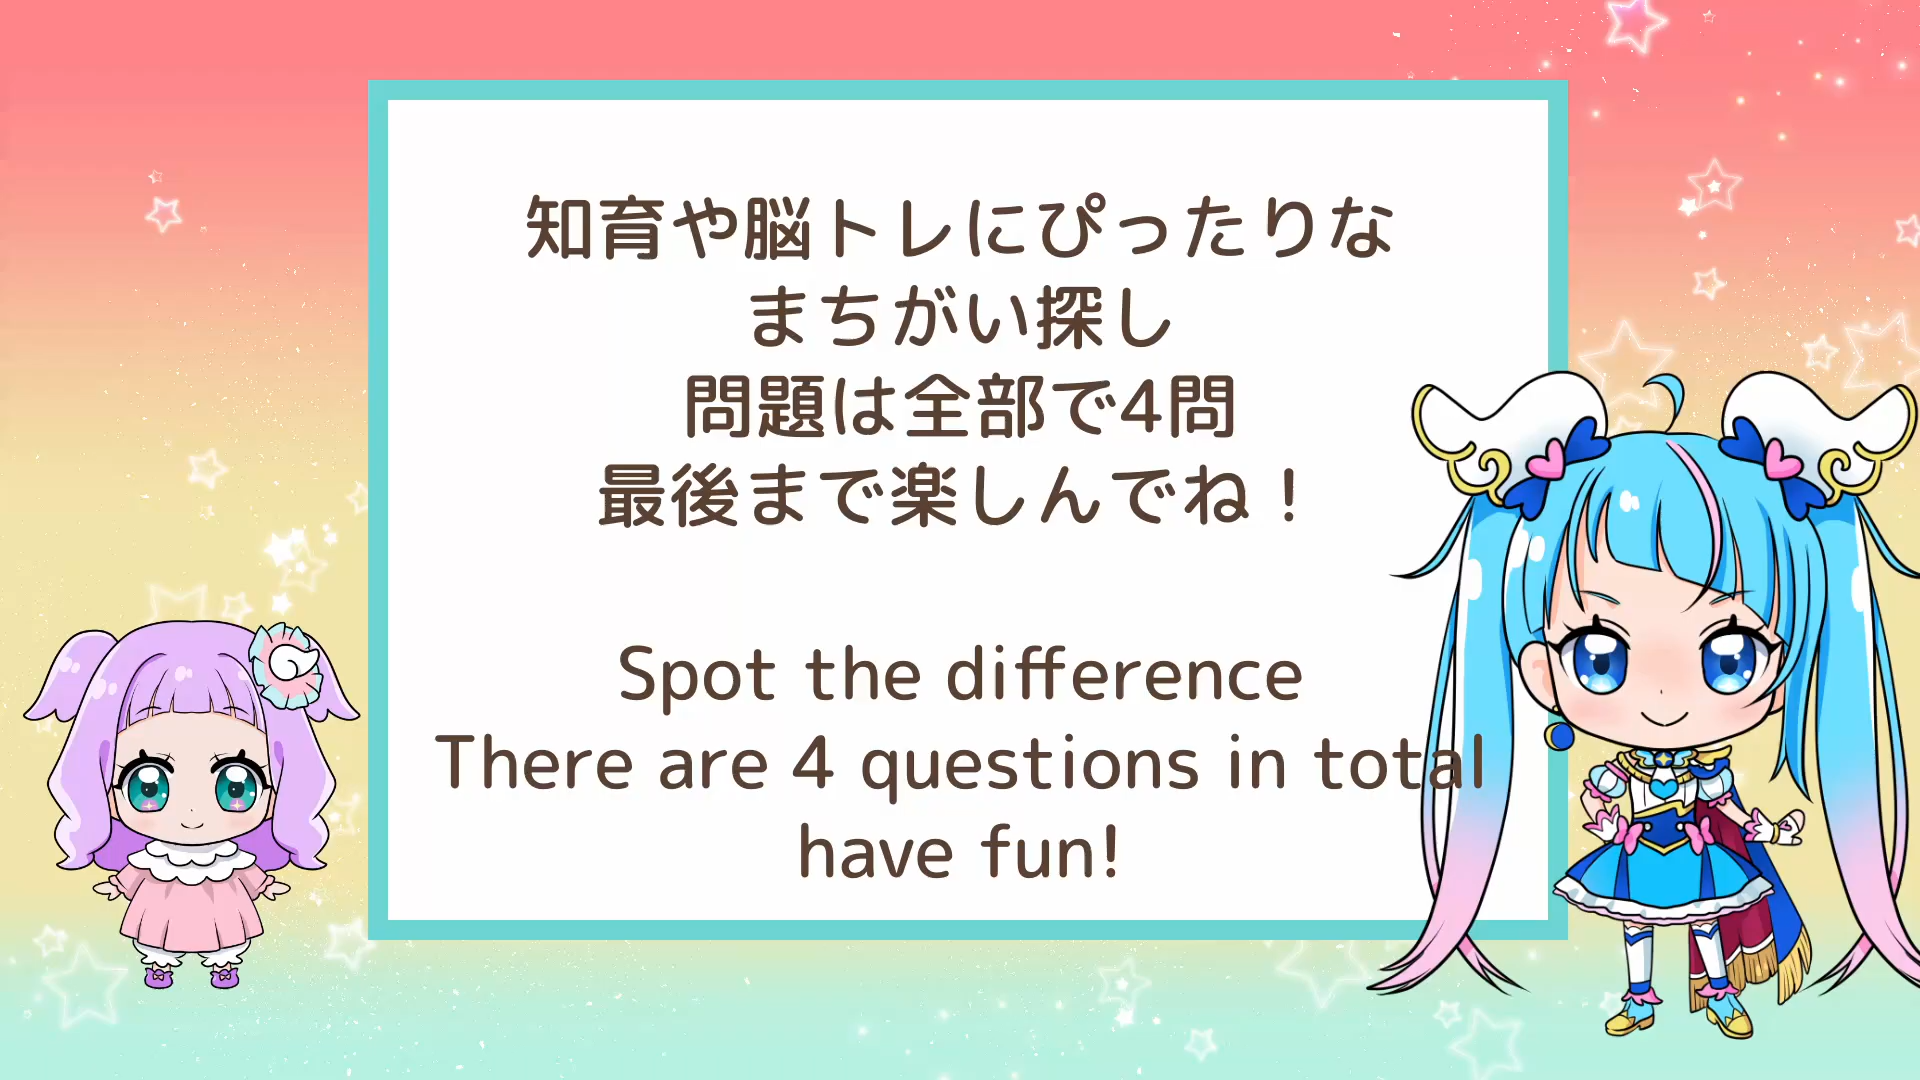 知育や脳トレにぴったりな
まちがい探し
問題は全部で4問
最後まで楽しんでね！
Spot the difference
There are 4 questions in total
have fun!